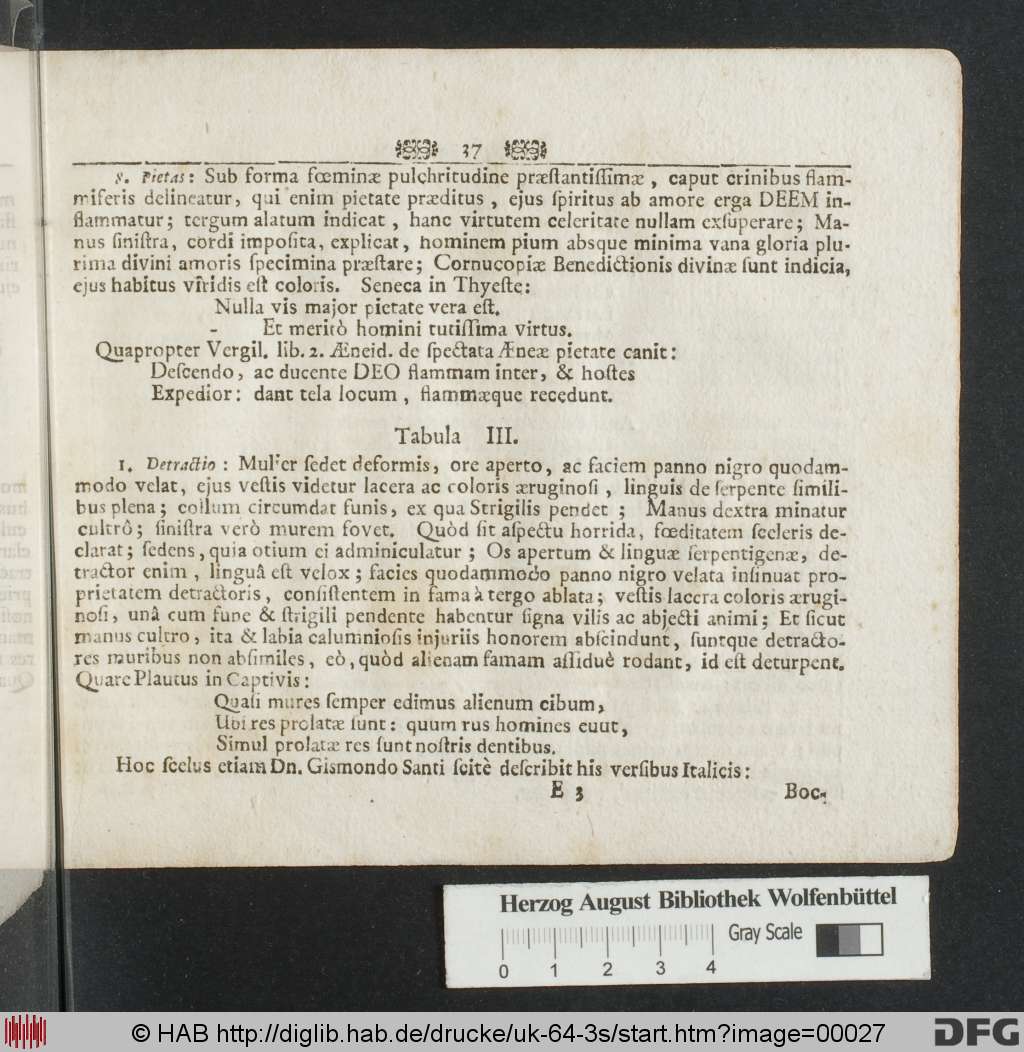 37
8. Pietas: Sub forma fœminæ pulchritudine præſtantiſſimæ, caput crinibus flam-
miferis delineatur, qui enim pietate præditus, ejus ſpiritus ab amore erga DEEM in-
flammatur; tergum alatum indicat, hanc virtutem celeritate nullam exſuperare; Ma-
nus ſiniſtra, cordi impoſita, explicat, hominem pium absque minima vana gloria plu-
rima divini amoris ſpecimina præſtare; Cornucopiæ Benedictionis divinæ ſunt indicia,
ejus habitus viridis eſt coloris. Seneca in Thyeſte:
Nulla vis major pietate vera eſt.
- Et meritò homini tutiſſima virtus.
Quapropter Vergil. lib. 2. Æneid. de ſpectata Æneæ pietate canit:
Deſcendo, ac ducente DEO flammam inter, & hoſtes
Expedior: dant tela locum, flammæque recedunt.
Tabula III.
1. Detractio: Mulier ſedet deformis, ore aperto, ac faciem panno nigro quodam-
modo velat, ejus veſtis videtur lacera ac coloris æruginoſi, linguis de ſerpente ſimili-
bus plena; collum circumdat funis, ex qua Strigilis pendet; Manus dextra minatur
cultrô; ſiniſtra verò murem fovet. Quòd ſit aſpectu horrida, fœditatem ſceleris de-
clarat; ſedens, quia otium ei adminiculatur; Os apertum & linguæ ſerpentigenæ, de-
tractor enim, linguâ eſt velox; facies quodammodo panno nigro velata inſinuat pro-
prietatem detractoris, conſiſtentem in fama à tergo ablata; veſtis lacera coloris ærugi-
noſi, unâ cum fune & ſtrigili pendente habentur ſigna vilis ac abjecti animi; Et ſicut
manus cultro, ita & labia calumnioſis injuriis honorem abſcindunt, ſuntque detracto-
res muribus non abſimiles, eò, quòd alienam famam aſſiduè rodant, id eſt deturpent.
Quare Plautus in Captivis:
Quaſi mures ſemper edimus alienum cibum,
Ubi res prolatæ ſunt: quum rus homines euut,
Simul prolatæ res ſunt noſtris dentibus.
Hoc ſcelus etiam Dn. Gismondo Santi ſcitè deſcribit his verſibus Italicis:
E 3 Boc-
Herzog August Bibliothek Wolfenbüttel
Gray Scale
0 1 2 3 4
© HAB http://diglib.hab.de/drucke/uk-64-3s/start.htm?image=00027
DFG